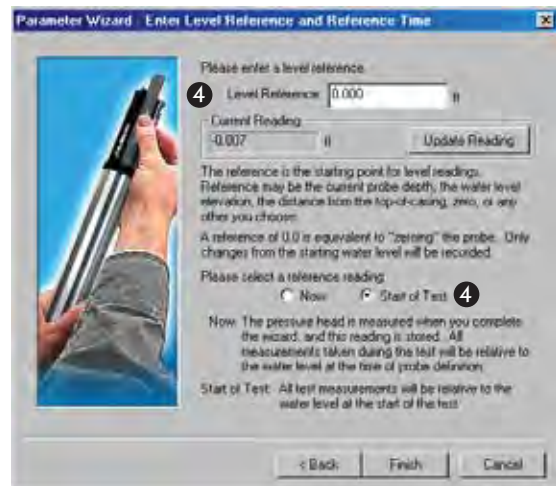 Parameter Wizard - Enter Level Reference and Reference Time
Please enter a level reference.
4 Level Reference: 0.000 ft
Current Reading
-0.007 ft Update Reading
The reference is the starting point for level readings.
Reference may be the current probe depth, the water level
elevation, the distance from the top-of-casing, zero, or any
other you choose.
A reference of 0.0 is equivalent to "zeroing" the probe. Only
changes from the starting water level will be recorded.
Please select a reference reading:
Now Start of Test 4
Now: The pressure head is measured when you complete
the wizard, and this reading is stored. All
measurements taken during the test will be relative to
the water level at the time of probe definition.
Start of Test: All test measurements will be relative to the
water level at the start of the test.
< Back Finish Cancel